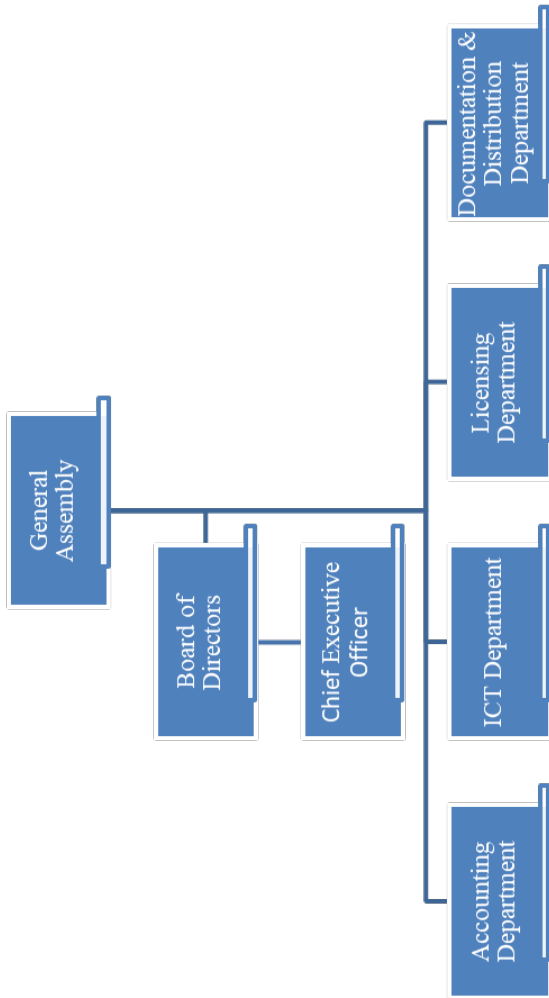 General
Assembly
Board of
Directors
Chief Executive
Officer
Accounting
Department
ICT Department
Licensing
Department
Documentation &
Distribution
Department